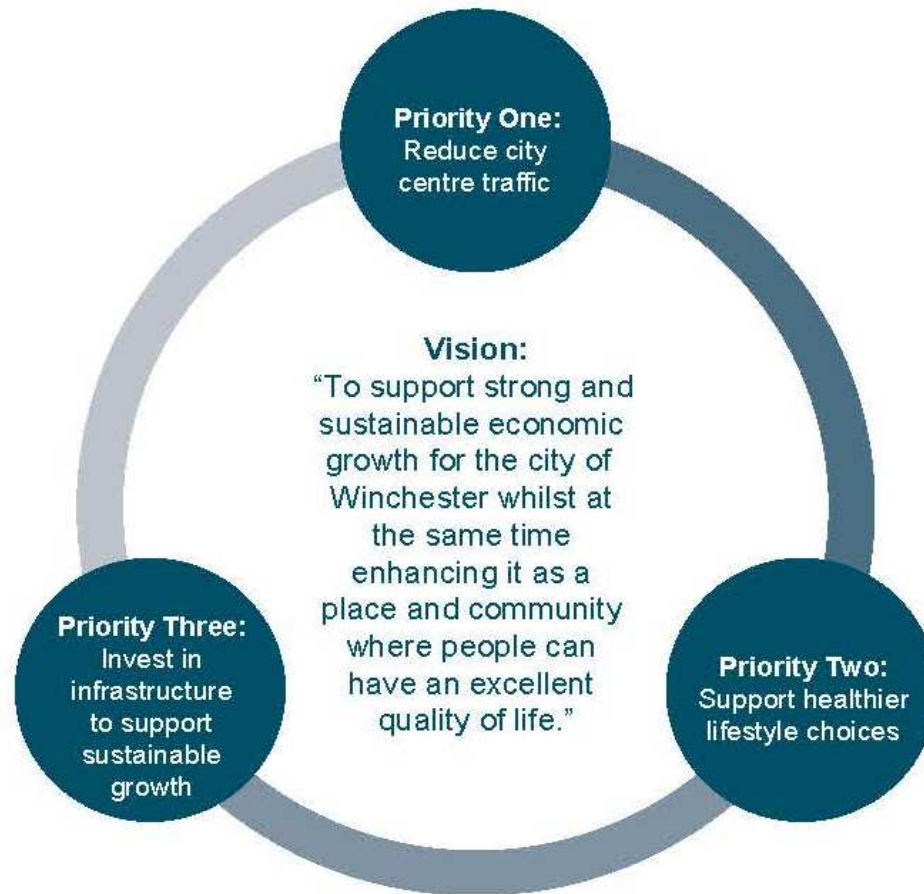 Priority One:
Reduce city
centre traffic
Vision:
“To support strong and
sustainable economic
growth for the city of
Winchester whilst at
the same time
enhancing it as a
place and community
where people can
have an excellent
quality of life.”
Priority Two:
Support healthier
lifestyle choices
Priority Three:
Invest in
infrastructure
to support
sustainable
growth